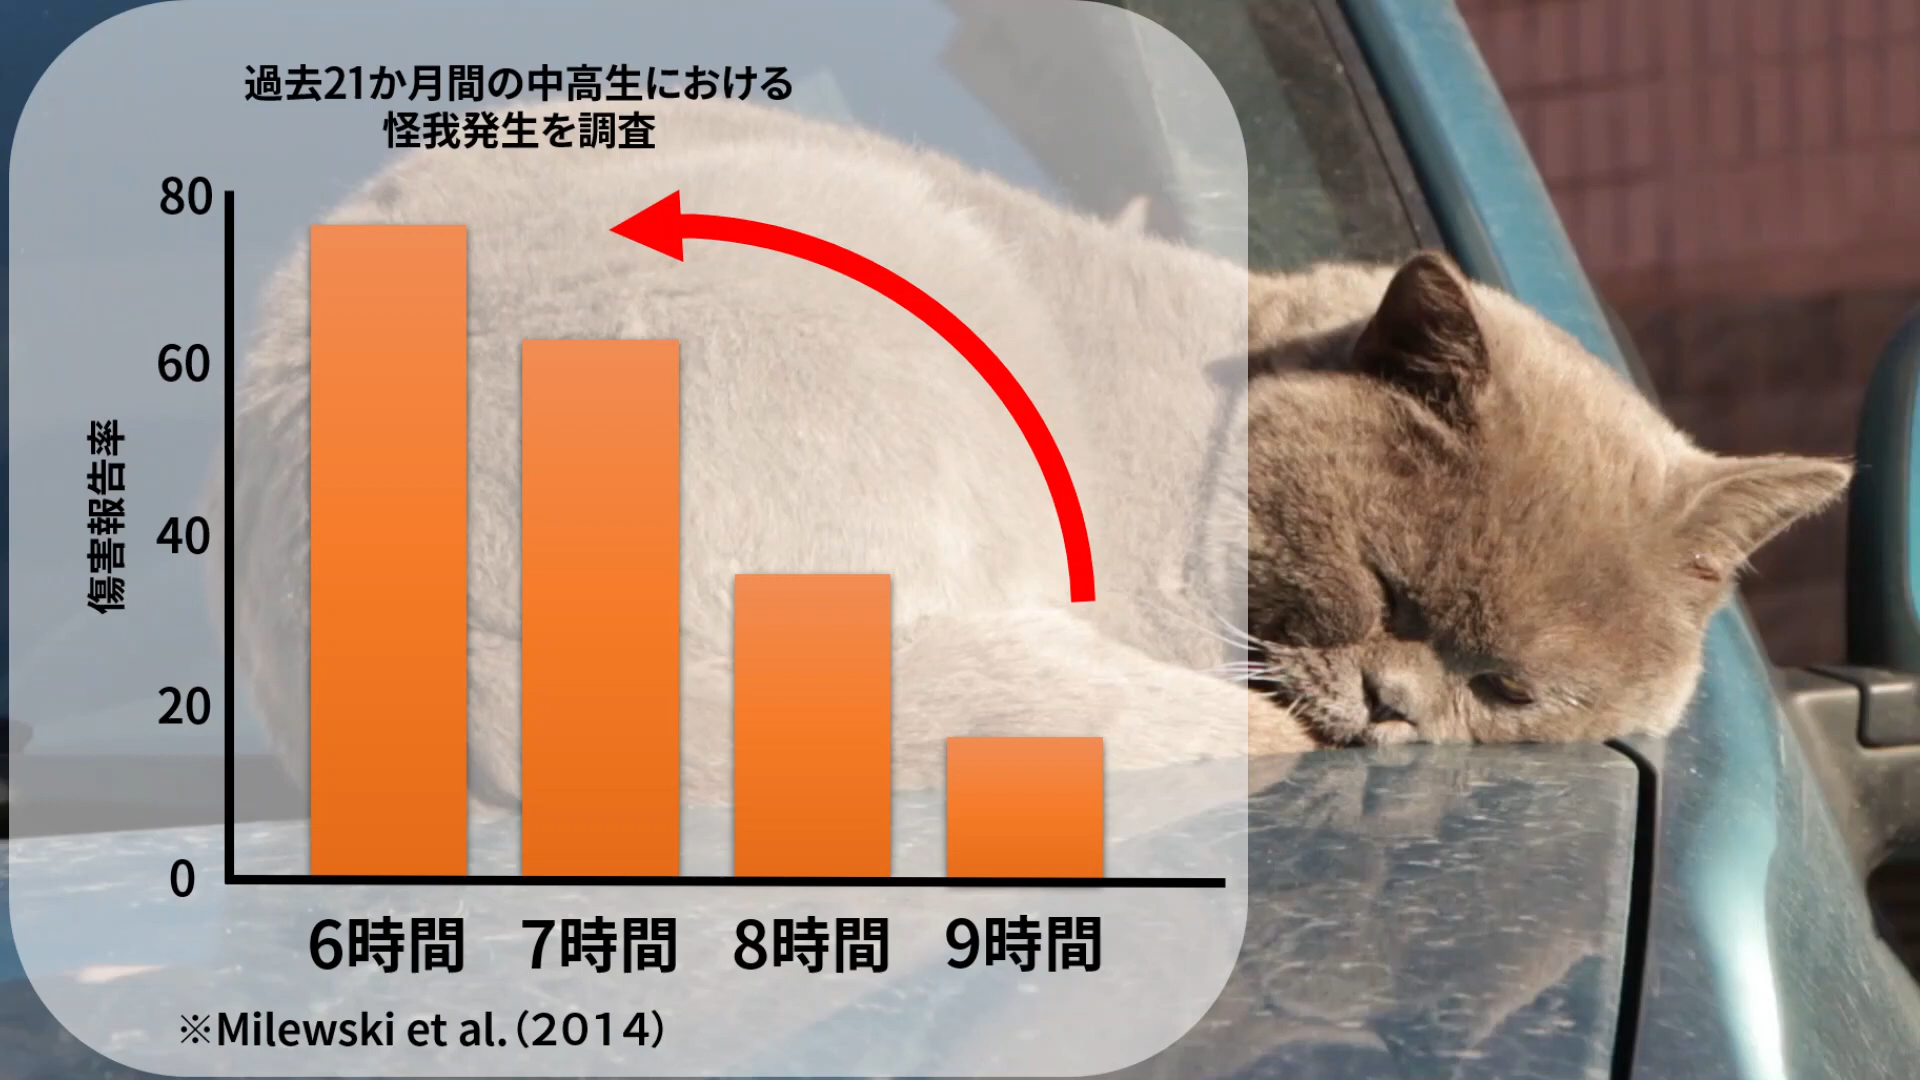 過去21か月間の中高生における
怪我発生を調査
80
60
40
20
0
傷害報告率
6時間 7時間 8時間 9時間
※Milewski et al.（2014）